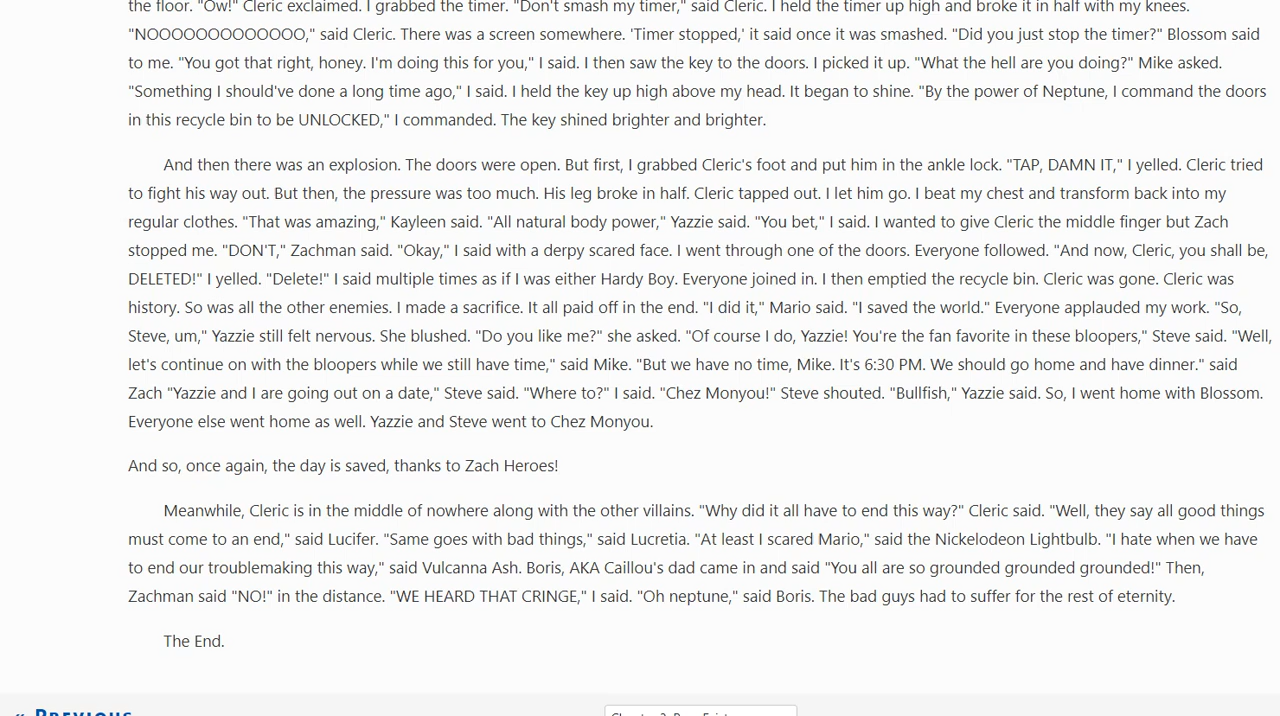 the floor. "Ow!" Cleric exclaimed. I grabbed the timer. "Don't smash my timer," said Cleric. I held the timer up high and broke it in half with my knees.
"NOOOOOOOOOOOOO," said Cleric. There was a screen somewhere. 'Timer stopped,' it said once it was smashed. "Did you just stop the timer?" Blossom said
to me. "You got that right, honey. I'm doing this for you," I said. I then saw the key to the doors. I picked it up. "What the hell are you doing?" Mike asked.
"Something I should've done a long time ago," I said. I held the key up high above my head. It began to shine. "By the power of Neptune, I command the doors
in this recycle bin to be UNLOCKED," I commanded. The key shined brighter and brighter.
And then there was an explosion. The doors were open. But first, I grabbed Cleric's foot and put him in the ankle lock. "TAP, DAMN IT," I yelled. Cleric tried
to fight his way out. But then, the pressure was too much. His leg broke in half. Cleric tapped out. I let him go. I beat my chest and transform back into my
regular clothes. "That was amazing," Kayleen said. "All natural body power," Yazzie said. "You bet," I said. I wanted to give Cleric the middle finger but Zach
stopped me. "DON'T," Zachman said. "Okay," I said with a derpy scared face. I went through one of the doors. Everyone followed. "And now, Cleric, you shall be,
DELETED!" I yelled. "Delete!" I said multiple times as if I was either Hardy Boy. Everyone joined in. I then emptied the recycle bin. Cleric was gone. Cleric was
history. So was all the other enemies. I made a sacrifice. It all paid off in the end. "I did it," Mario said. "I saved the world." Everyone applauded my work. "So,
Steve, um," Yazzie still felt nervous. She blushed. "Do you like me?" she asked. "Of course I do, Yazzie! You're the fan favorite in these bloopers," Steve said. "Well,
let's continue on with the bloopers while we still have time," said Mike. "But we have no time, Mike. It's 6:30 PM. We should go home and have dinner." said
Zach "Yazzie and I are going out on a date," Steve said. "Where to?" I said. "Chez Monyou!" Steve shouted. "Bullfish," Yazzie said. So, I went home with Blossom.
Everyone else went home as well. Yazzie and Steve went to Chez Monyou.
And so, once again, the day is saved, thanks to Zach Heroes!
Meanwhile, Cleric is in the middle of nowhere along with the other villains. "Why did it all have to end this way?" Cleric said. "Well, they say all good things
must come to an end," said Lucifer. "Same goes with bad things," said Lucretia. "At least I scared Mario," said the Nickelodeon Lightbulb. "I hate when we have
to end our troublemaking this way," said Vulcanna Ash. Boris, AKA Caillou's dad came in and said "You all are so grounded grounded grounded!" Then,
Zachman said "NO!" in the distance. "WE HEARD THAT CRINGE," I said. "Oh neptune," said Boris. The bad guys had to suffer for the rest of eternity.
The End.
« Previous